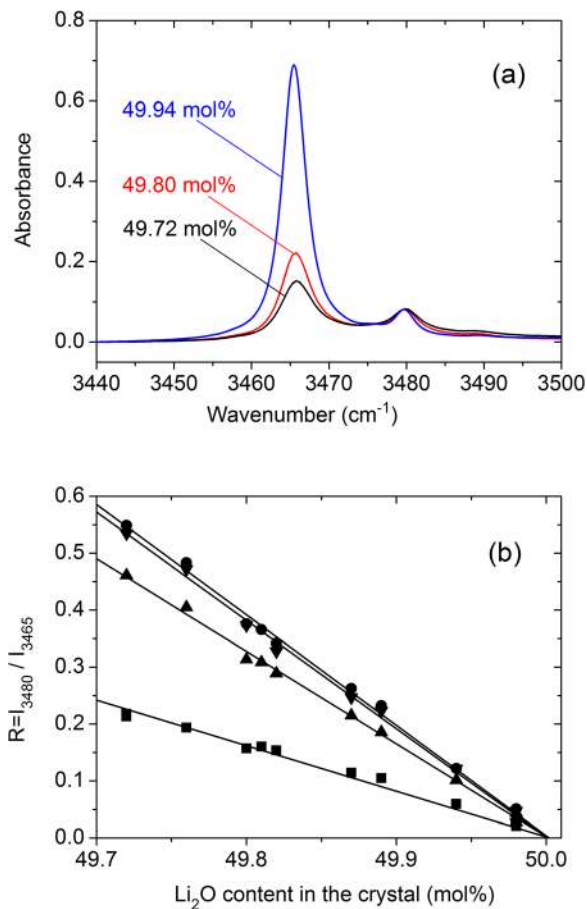 0.8
(a)
49.94 mol%
0.6
49.80 mol%
0.4
49.72 mol%
0.2
0.0
Absorbance
3440 3450 3460 3470 3480 3490 3500
Wavenumber (cm⁻¹)
0.6
(b)
0.5
0.4
0.3
0.2
0.1
0.0
R=I₃₄₈₀ / I₃₄₆₅
49.7 49.8 49.9 50.0
Li₂O content in the crystal (mol%)